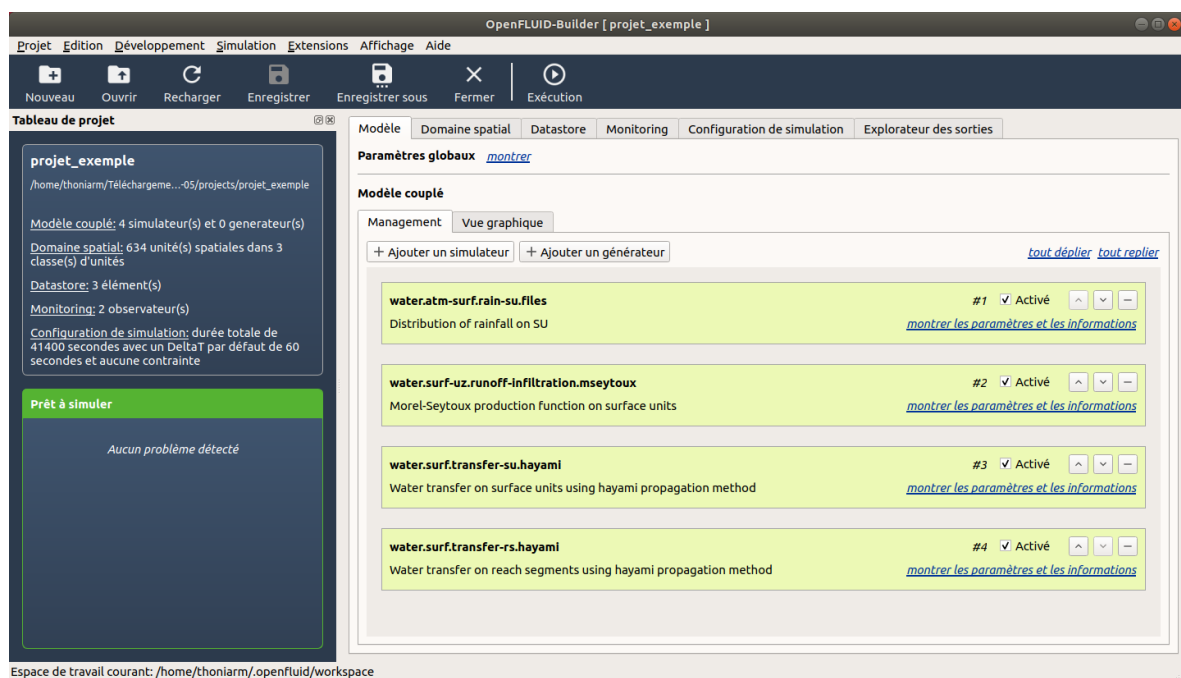 OpenFLUID-Builder [ projet_exemple ]
Projet Edition Développement Simulation Extensions Affichage Aide
Nouveau Ouvrir Recharger Enregistrer Enregistrer sous Fermer Exécution
Tableau de projet
projet_exemple
/home/thoniarm/Téléchargeme...-05/projects/projet_exemple
Modèle couplé: 4 simulateur(s) et 0 generateur(s)
Domaine spatial: 634 unité(s) spatiales dans 3
classe(s) d'unités
Datastore: 3 élément(s)
Monitoring: 2 observateur(s)
Configuration de simulation: durée totale de
41400 secondes avec un DeltaT par défaut de 60
secondes et aucune contrainte
Prêt à simuler
Aucun problème détecté
Modèle Domaine spatial Datastore Monitoring Configuration de simulation Explorateur des sorties
Paramètres globaux montrer
Modèle couplé
Management Vue graphique
+ Ajouter un simulateur + Ajouter un générateur tout déplier tout replier
water.atm-surf.rain-su.files #1 Activé
Distribution of rainfall on SU montrer les paramètres et les informations
water.surf-uz.runoff-infiltration.mseytoux #2 Activé
Morel-Seytoux production function on surface units montrer les paramètres et les informations
water.surf.transfer-su.hayami #3 Activé
Water transfer on surface units using hayami propagation method montrer les paramètres et les informations
water.surf.transfer-rs.hayami #4 Activé
Water transfer on reach segments using hayami propagation method montrer les paramètres et les informations
Espace de travail courant: /home/thoniarm/.openfluid/workspace